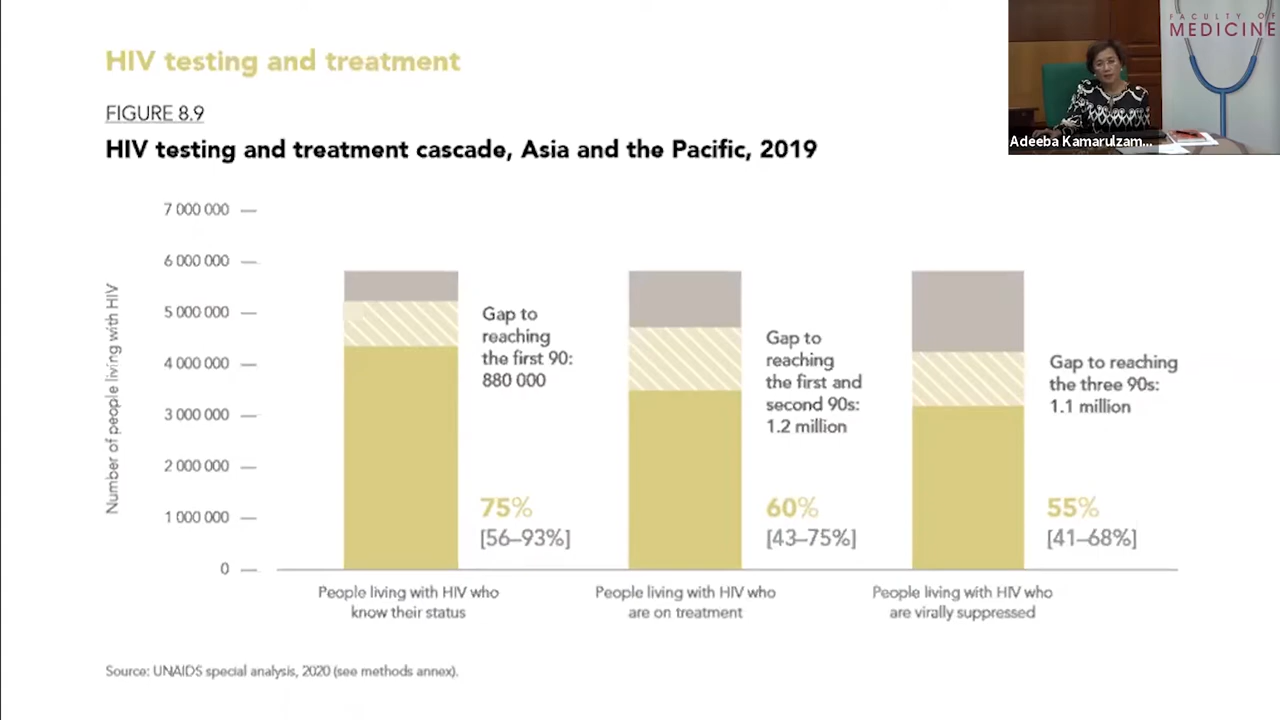 FACULTY OF
MEDICINE
Adeeba Kamarulzam...
HIV testing and treatment
FIGURE 8.9
HIV testing and treatment cascade, Asia and the Pacific, 2019
Number of people living with HIV
7 000 000
6 000 000
5 000 000
4 000 000
3 000 000
2 000 000
1 000 000
0
Gap to
reaching
the first 90:
880 000
75%
[56–93%]
Gap to
reaching
the first and
second 90s:
1.2 million
60%
[43–75%]
Gap to reaching
the three 90s:
1.1 million
55%
[41–68%]
People living with HIV who
know their status
People living with HIV who
are on treatment
People living with HIV who
are virally suppressed
Source: UNAIDS special analysis, 2020 (see methods annex).